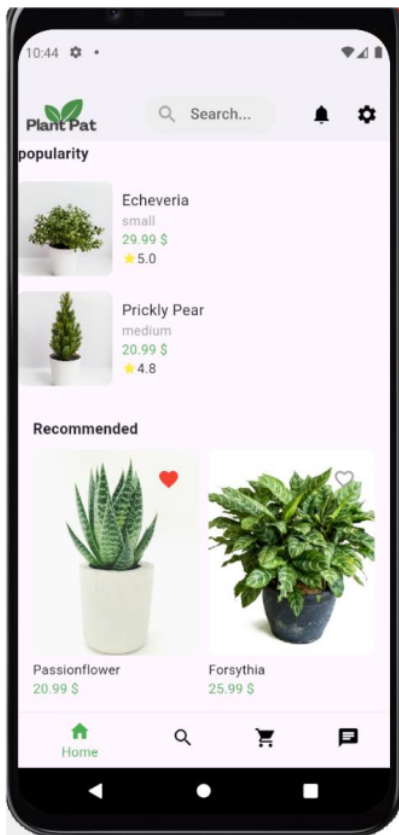 10:44
Plant Pat
Search...
popularity
Echeveria
small
29.99 $
5.0
Prickly Pear
medium
20.99 $
4.8
Recommended
Passionflower
20.99 $
Forsythia
25.99 $
Home